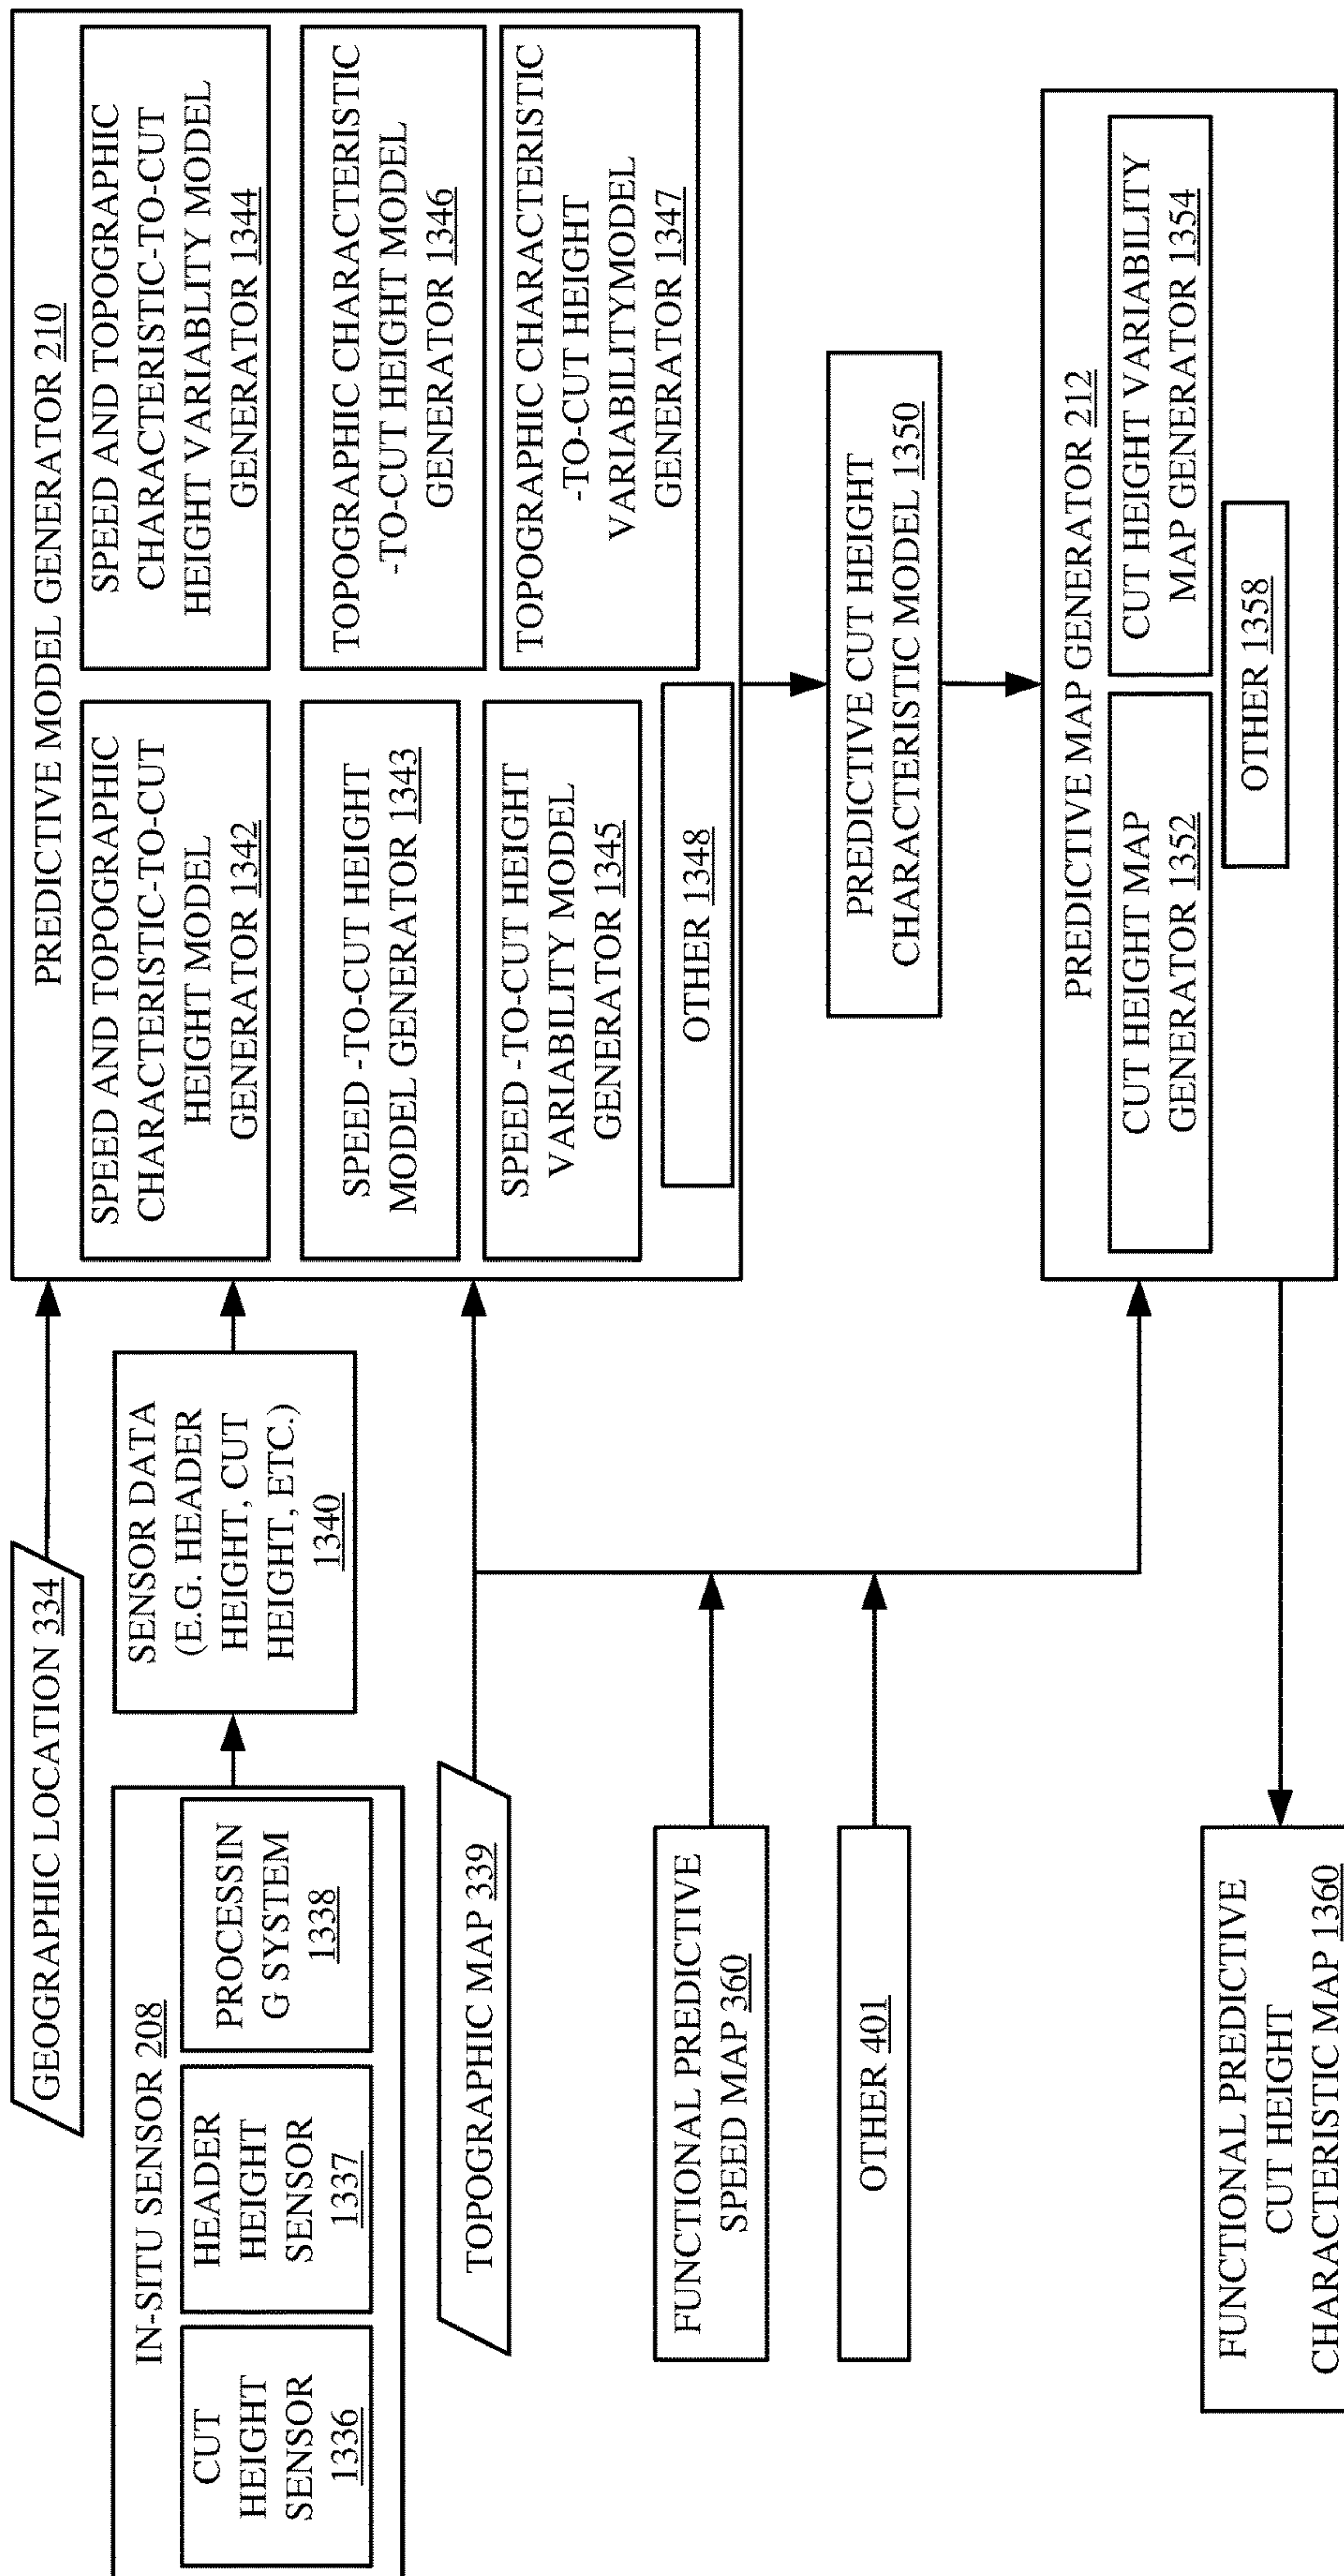 GEOGRAPHIC LOCATION 334
IN-SITU SENSOR 208
CUT
HEIGHT
SENSOR
1336
HEADER
HEIGHT
SENSOR
1337
PROCESSIN
G SYSTEM
1338
SENSOR DATA
(E.G. HEADER
HEIGHT, CUT
HEIGHT, ETC.)
1340
TOPOGRAPHIC MAP 339
FUNCTIONAL PREDICTIVE
SPEED MAP 360
OTHER 401
PREDICTIVE MODEL GENERATOR 210
SPEED AND TOPOGRAPHIC
CHARACTERISTIC-TO-CUT
HEIGHT MODEL
GENERATOR 1342
SPEED AND TOPOGRAPHIC
CHARACTERISTIC-TO-CUT
HEIGHT VARIABLITY MODEL
GENERATOR 1344
SPEED -TO-CUT HEIGHT
MODEL GENERATOR 1343
TOPOGRAPHIC CHARACTERISTIC
-TO-CUT HEIGHT MODEL
GENERATOR 1346
SPEED -TO-CUT HEIGHT
VARIABILITY MODEL
GENERATOR 1345
TOPOGRAPHIC CHARACTERISTIC
-TO-CUT HEIGHT
VARIABILITYMODEL
GENERATOR 1347
OTHER 1348
PREDICTIVE CUT HEIGHT
CHARACTERISTIC MODEL 1350
PREDICTIVE MAP GENERATOR 212
CUT HEIGHT MAP
GENERATOR 1352
CUT HEIGHT VARIABILITY
MAP GENERATOR 1354
OTHER 1358
FUNCTIONAL PREDICTIVE
CUT HEIGHT
CHARACTERISTIC MAP 1360